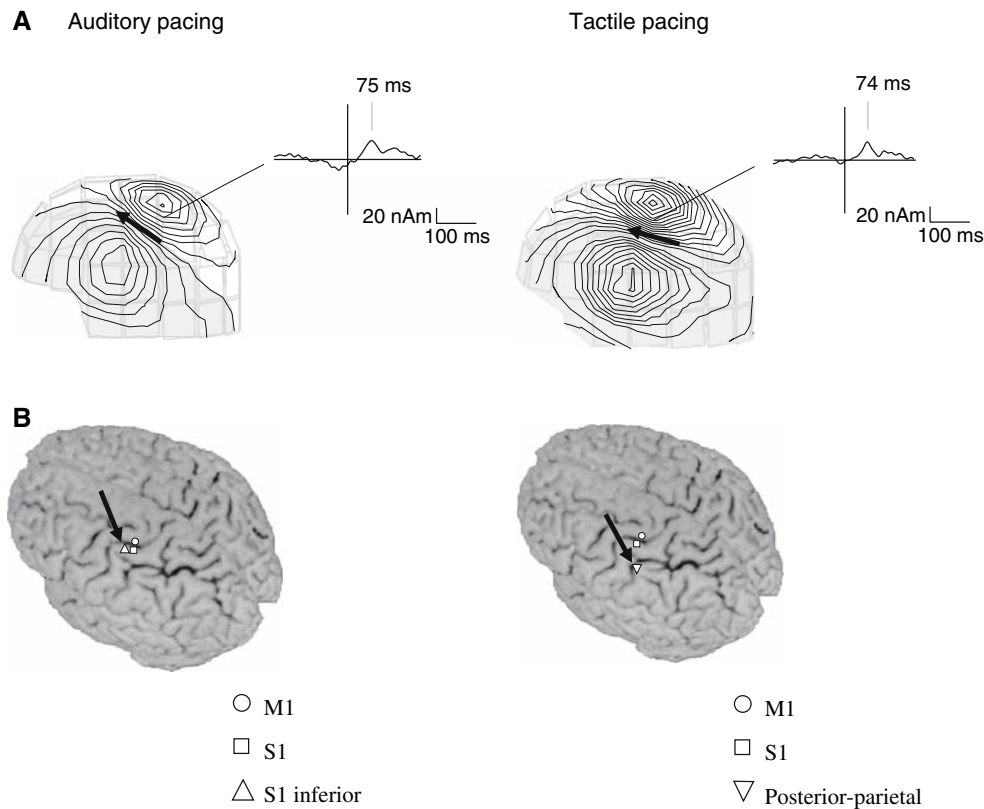 A Auditory pacing Tactile pacing
75 ms 74 ms
20 nAm 20 nAm
100 ms 100 ms
B
M1 M1
S1 S1
S1 inferior Posterior-parietal